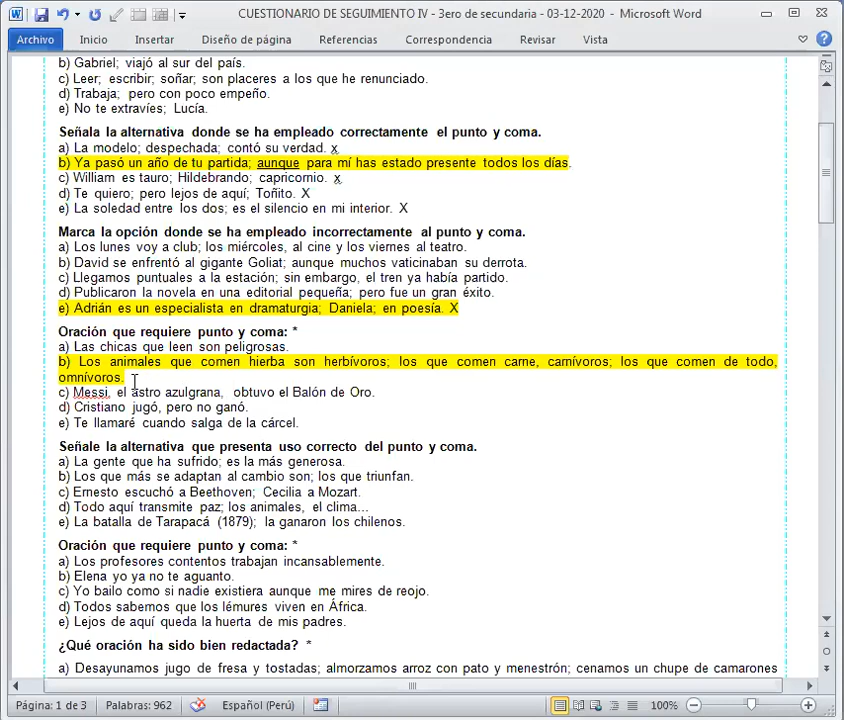 CUESTIONARIO DE SEGUIMIENTO IV - 3ero de secundaria - 03-12-2020 - Microsoft Word
Archivo Inicio Insertar Diseño de página Referencias Correspondencia Revisar Vista
b) Gabriel; viajó al sur del país.
c) Leer; escribir; soñar; son placeres a los que he renunciado.
d) Trabaja; pero con poco empeño.
e) No te extravíes; Lucía.
Señala la alternativa donde se ha empleado correctamente el punto y coma.
a) La modelo; despechada; contó su verdad. x
b) Ya pasó un año de tu partida; aunque para mí has estado presente todos los días.
c) William es tauro; Hildebrando; capricornio. x
d) Te quiero; pero lejos de aquí; Toñito. X
e) La soledad entre los dos; es el silencio en mi interior. X
Marca la opción donde se ha empleado incorrectamente al punto y coma.
a) Los lunes voy a club; los miércoles, al cine y los viernes al teatro.
b) David se enfrentó al gigante Goliat; aunque muchos vaticinaban su derrota.
c) Llegamos puntuales a la estación; sin embargo, el tren ya había partido.
d) Publicaron la novela en una editorial pequeña; pero fue un gran éxito.
e) Adrián es un especialista en dramaturgia; Daniela; en poesía. X
Oración que requiere punto y coma: *
a) Las chicas que leen son peligrosas.
b) Los animales que comen hierba son herbívoros; los que comen carne, carnívoros; los que comen de todo,
omnívoros.
c) Messi, el astro azulgrana, obtuvo el Balón de Oro.
d) Cristiano jugó, pero no ganó.
e) Te llamaré cuando salga de la cárcel.
Señale la alternativa que presenta uso correcto del punto y coma.
a) La gente que ha sufrido; es la más generosa.
b) Los que más se adaptan al cambio son; los que triunfan.
c) Ernesto escuchó a Beethoven; Cecilia a Mozart.
d) Todo aquí transmite paz; los animales, el clima...
e) La batalla de Tarapacá (1879); la ganaron los chilenos.
Oración que requiere punto y coma: *
a) Los profesores contentos trabajan incansablemente.
b) Elena yo ya no te aguanto.
c) Yo bailo como si nadie existiera aunque me mires de reojo.
d) Todos sabemos que los lémures viven en África.
e) Lejos de aquí queda la huerta de mis padres.
¿Qué oración ha sido bien redactada? *
a) Desayunamos jugo de fresa y tostadas; almorzamos arroz con pato y menestrón; cenamos un chupe de camarones
Página: 1 de 3 Palabras: 962 Español (Perú) 100%